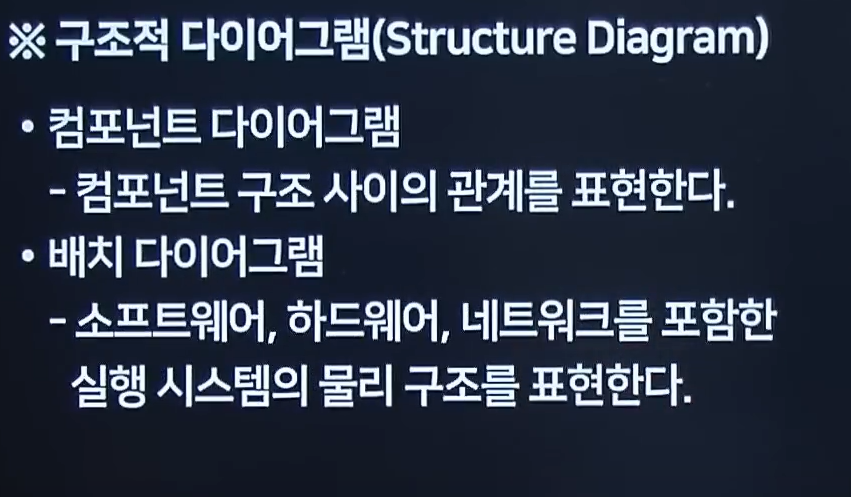 ※ 구조적 다이어그램(Structure Diagram)
• 컴포넌트 다이어그램
- 컴포넌트 구조 사이의 관계를 표현한다.
• 배치 다이어그램
- 소프트웨어, 하드웨어, 네트워크를 포함한
실행 시스템의 물리 구조를 표현한다.